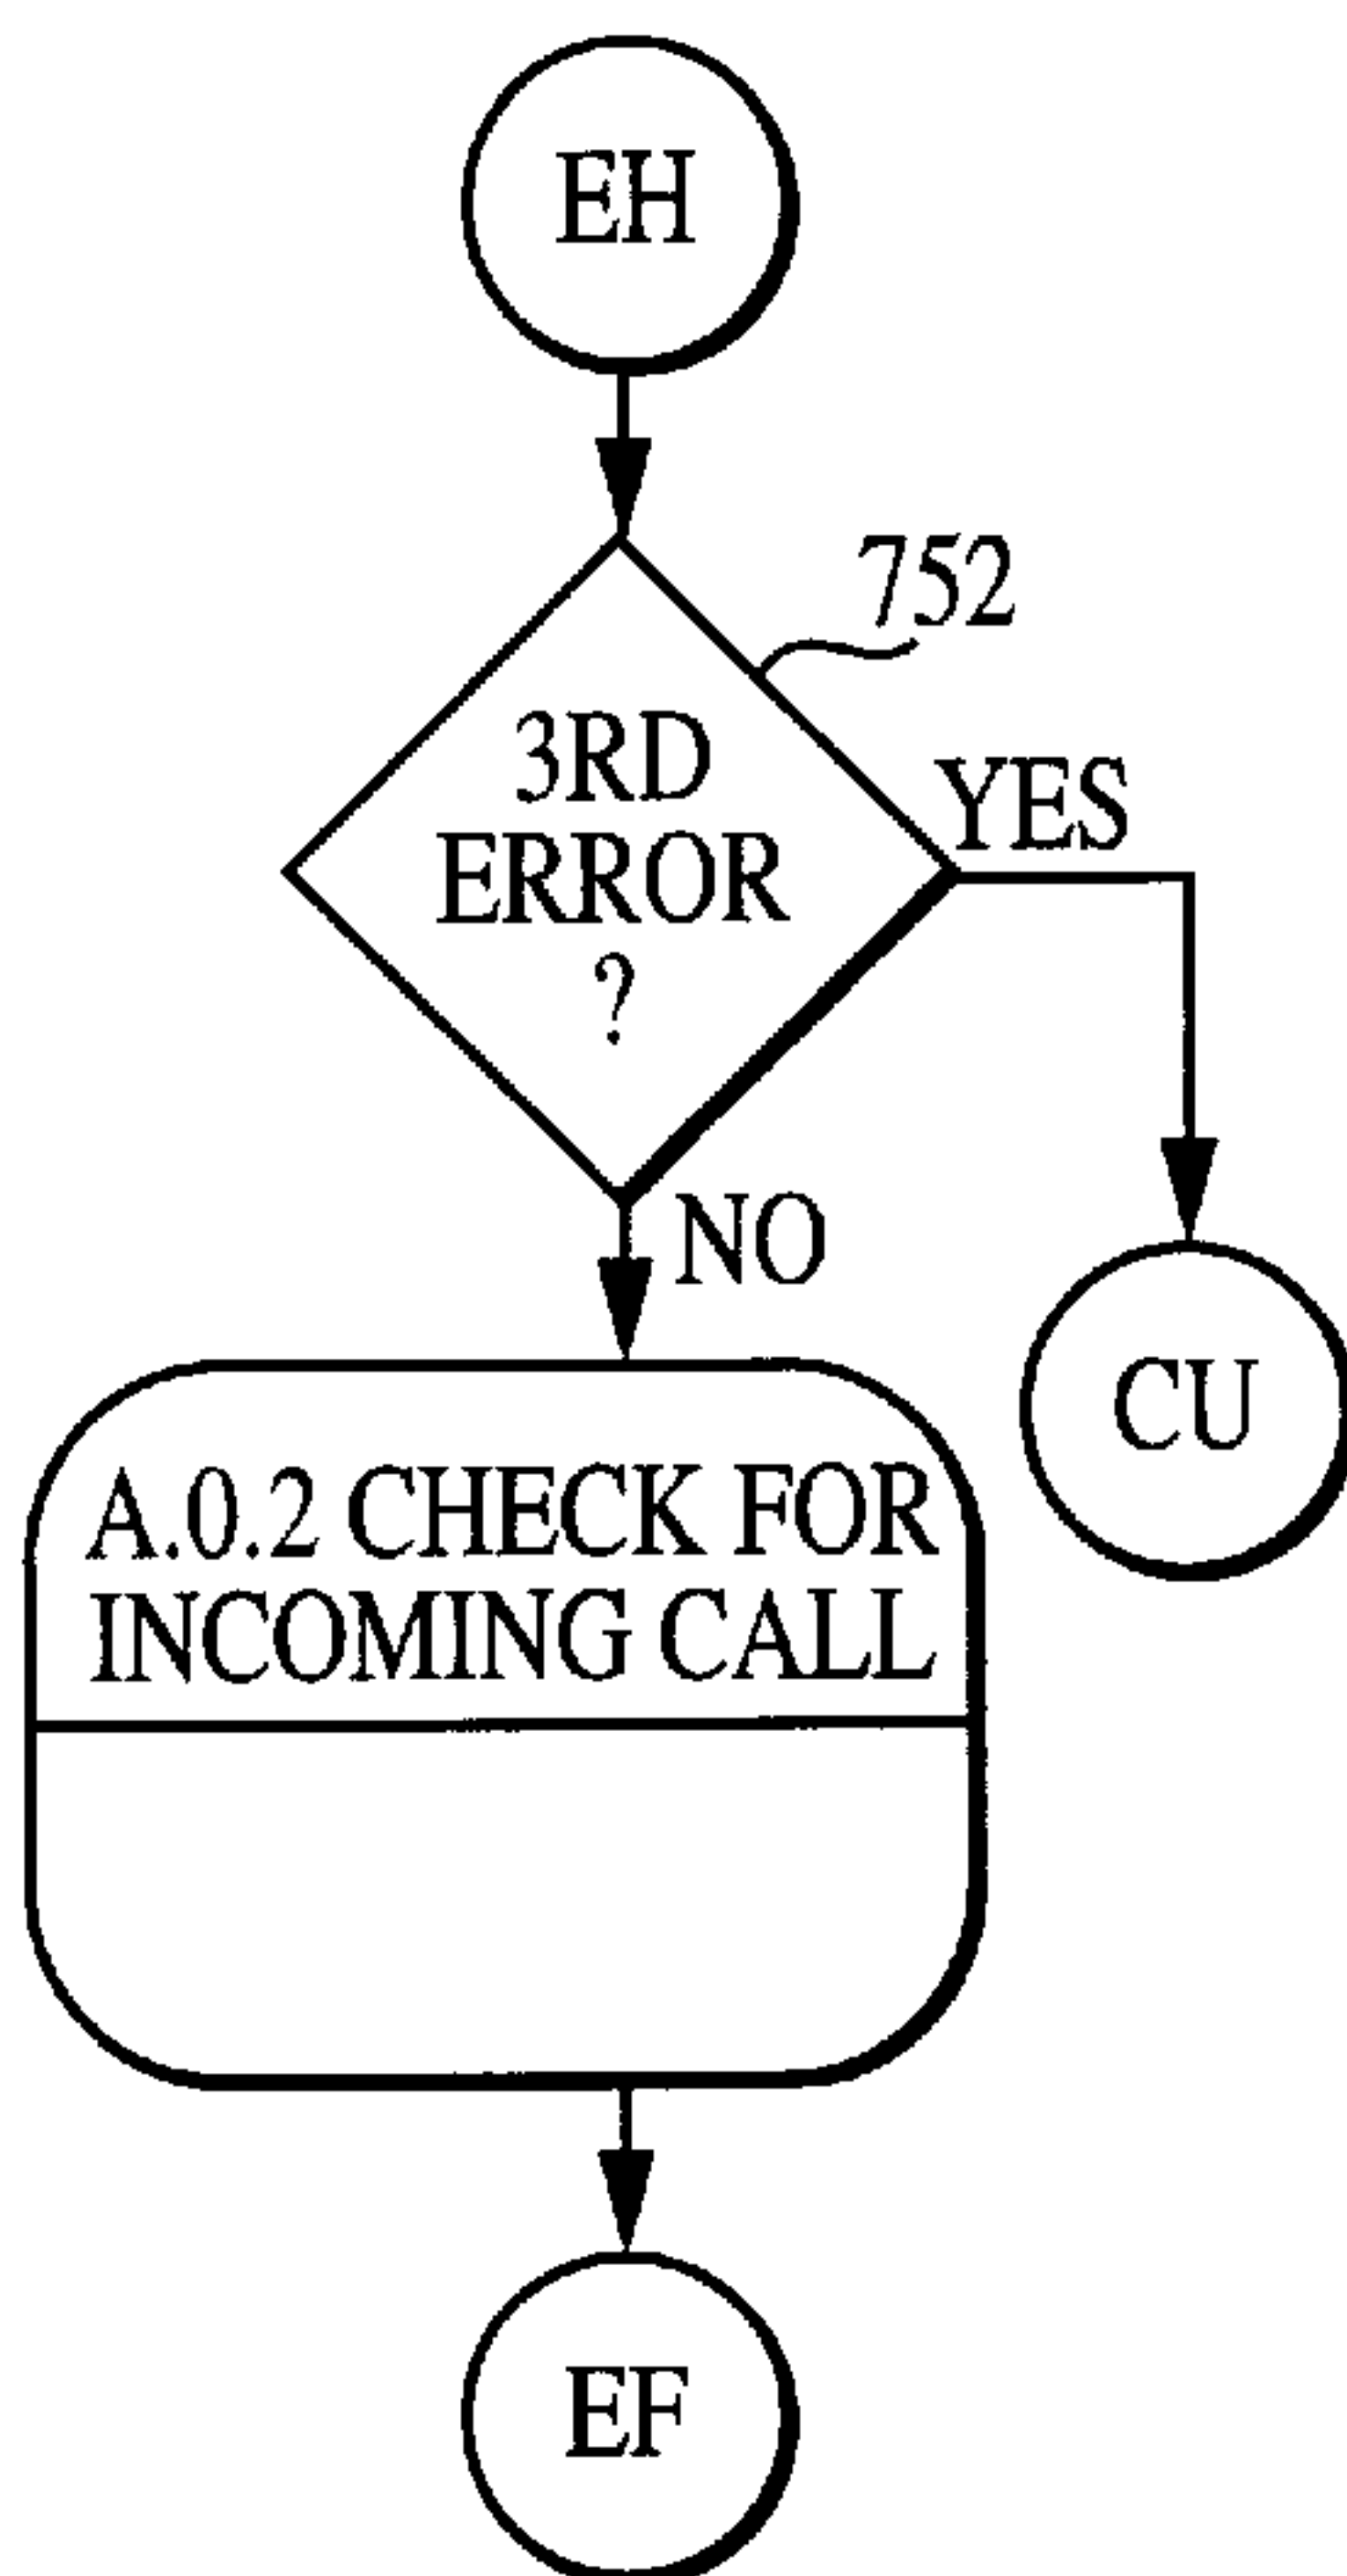 EH
752
3RD
ERROR
?
YES
NO
CU
A.0.2 CHECK FOR
INCOMING CALL
EF